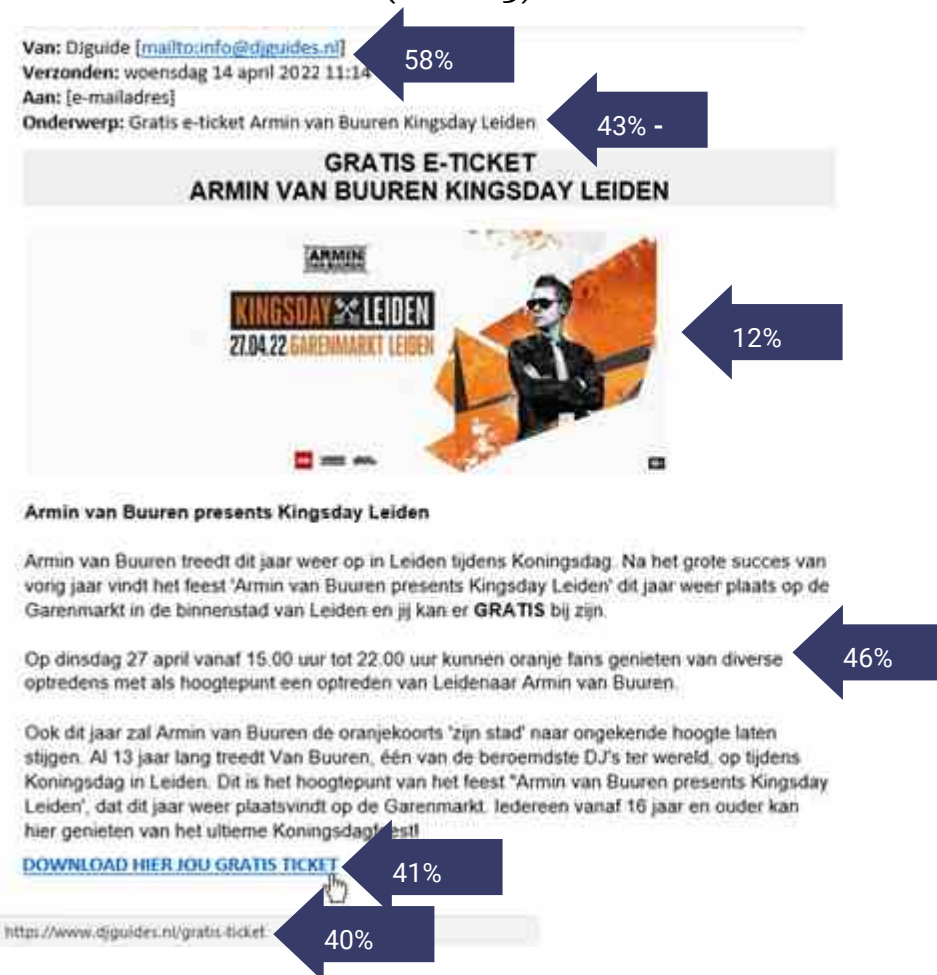 Van: DJguide [mailto:info@djguides.nl]
58%
Verzonden: woensdag 14 april 2022 11:14
Aan: [e-mailadres]
Onderwerp: Gratis e-ticket Armin van Buuren Kingsday Leiden
43% -
GRATIS E-TICKET
ARMIN VAN BUUREN KINGSDAY LEIDEN
ARMIN
VAN BUUREN
KINGSDAY LEIDEN
27.04.22 GARENMARKT LEIDEN
12%
Armin van Buuren presents Kingsday Leiden
Armin van Buuren treedt dit jaar weer op in Leiden tijdens Koningsdag. Na het grote succes van
vorig jaar vindt het feest 'Armin van Buuren presents Kingsday Leiden' dit jaar weer plaats op de
Garenmarkt in de binnenstad van Leiden en jij kan er GRATIS bij zijn.
Op dinsdag 27 april vanaf 15.00 uur tot 22.00 uur kunnen oranje fans genieten van diverse
46%
optredens met als hoogtepunt een optreden van Leidenaar Armin van Buuren.
Ook dit jaar zal Armin van Buuren de oranjekoorts 'zijn stad' naar ongekende hoogte laten
stijgen. Al 13 jaar lang treedt Van Buuren, één van de beroemdste DJ's ter wereld, op tijdens
Koningsdag in Leiden. Dit is het hoogtepunt van het feest "Armin van Buuren presents Kingsday
Leiden', dat dit jaar weer plaatsvindt op de Garenmarkt. Iedereen vanaf 16 jaar en ouder kan
hier genieten van het ultieme Koningsdagfeest!
DOWNLOAD HIER JOU GRATIS TICKET
41%
https://www.djguides.nl/gratis-ticket
40%